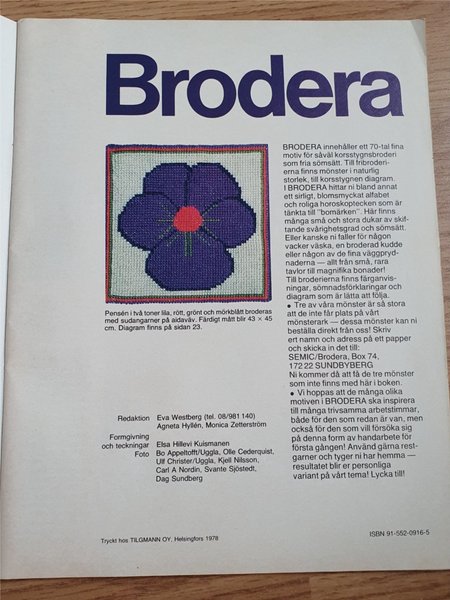 Brodera
BRODERA innehåller ett 70-tal fina
motiv för såväl korsstygnsbroderi
som fria sömsätt. Till fribroderi-
erna finns mönster i naturlig
storlek, till korsstygnen diagram.
I BRODERA hittar ni bland annat
ett sirligt, blomsmyckat alfabet
och roliga horoskoptecken som är
tänkta till "bomärken". Här finns
många små och stora dukar av skif-
tande svårighetsgrad och sömsätt.
Eller kanske ni faller för någon
vacker väska, en broderad kudde
eller någon av de fina väggpryd-
naderna — allt från små, rara
tavlor till magnifika bonader!
Till broderierna finns färganvis-
ningar, sömnadsförklaringar och
diagram som är lätta att följa.
• Tre av våra mönster är så stora
att de inte får plats på vårt
mönsterark — dessa mönster kan ni
beställa direkt från oss! Skriv
ert namn och adress på ett papper
och skicka in det till:
SEMIC/Brodera, Box 74,
172 22 SUNDBYBERG
Ni kommer då att få de tre mönster
som inte finns med här i boken.
• Vi hoppas att de många olika
motiven i BRODERA ska inspirera
till många trivsamma arbetstimmar,
både för den som redan är van, men
också för den som vill försöka sig
på denna form av handarbete för
första gången! Använd gärna rest-
garner och tyger ni har hemma —
resultatet blir er personliga
variant på vårt tema! Lycka till!
Pensén i två toner lila, rött, grönt och mörkblått broderas
med sudangarner på aidaväv. Färdigt mått blir 43 × 45
cm. Diagram finns på sidan 23.
Redaktion Eva Westberg (tel. 08/981 140)
Agneta Hyllén, Monica Zetterström
Formgivning
och teckningar Elsa Hillevi Kuismanen
Foto Bo Appeltofft/Uggla, Olle Cederquist,
Ulf Christer/Uggla, Kjell Nilsson,
Carl A Nordin, Svante Sjöstedt,
Dag Sundberg
Tryckt hos TILGMANN OY, Helsingfors 1978
ISBN 91-552-0916-5